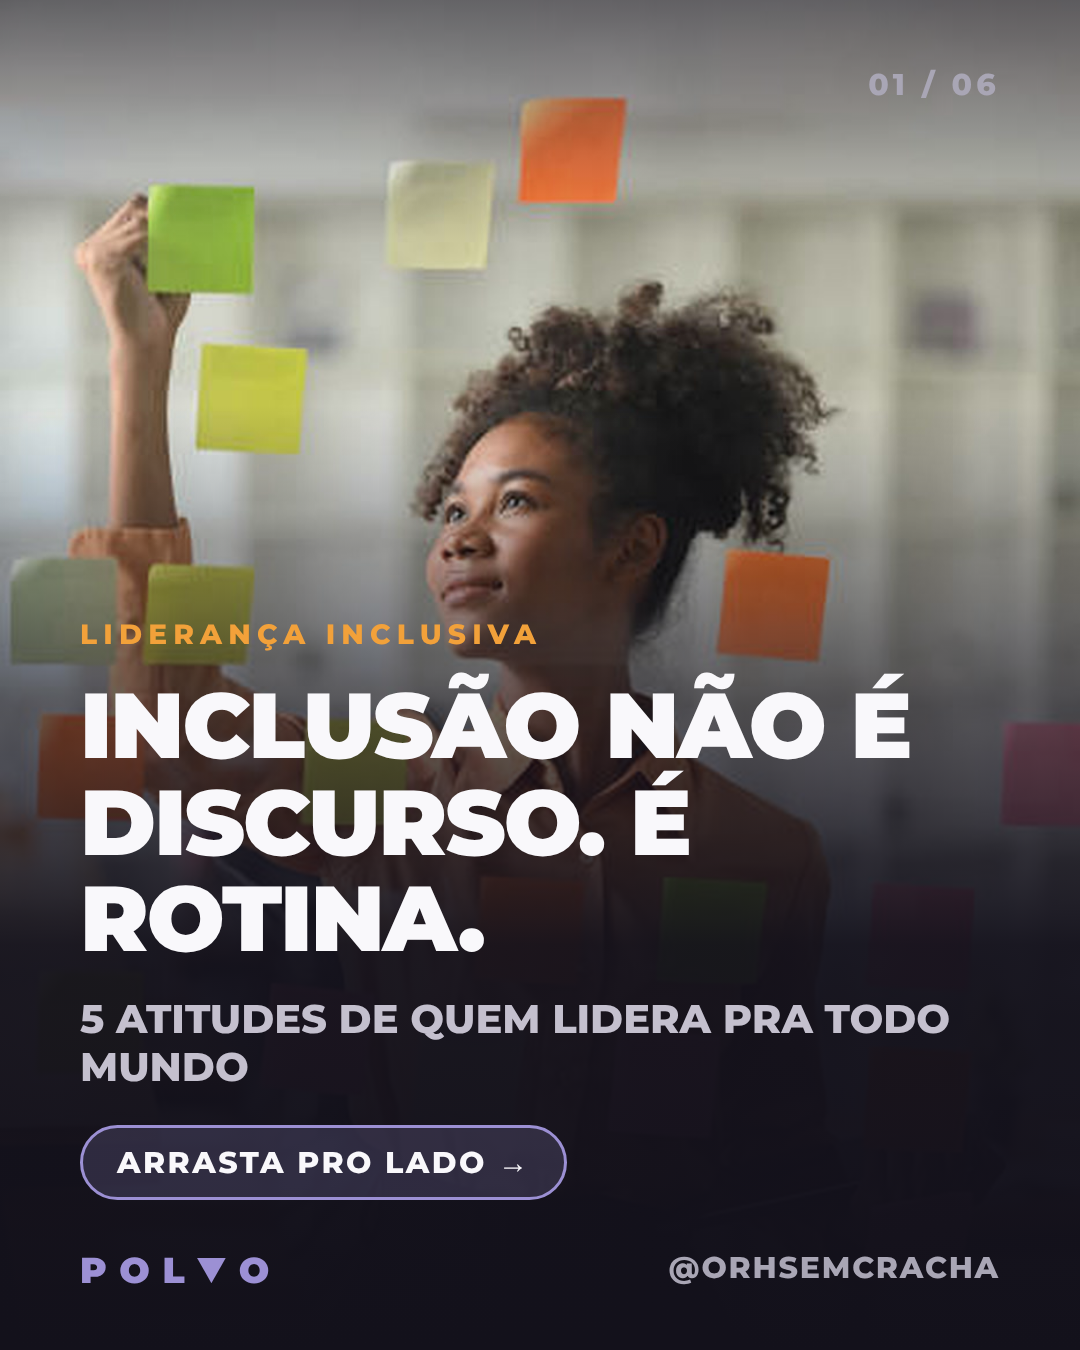 01 / 06
LIDERANÇA INCLUSIVA
INCLUSÃO NÃO É
DISCURSO. É
ROTINA.
5 ATITUDES DE QUEM LIDERA PRA TODO
MUNDO
ARRASTA PRO LADO →
POLVO
@ORHSEMCRACHA